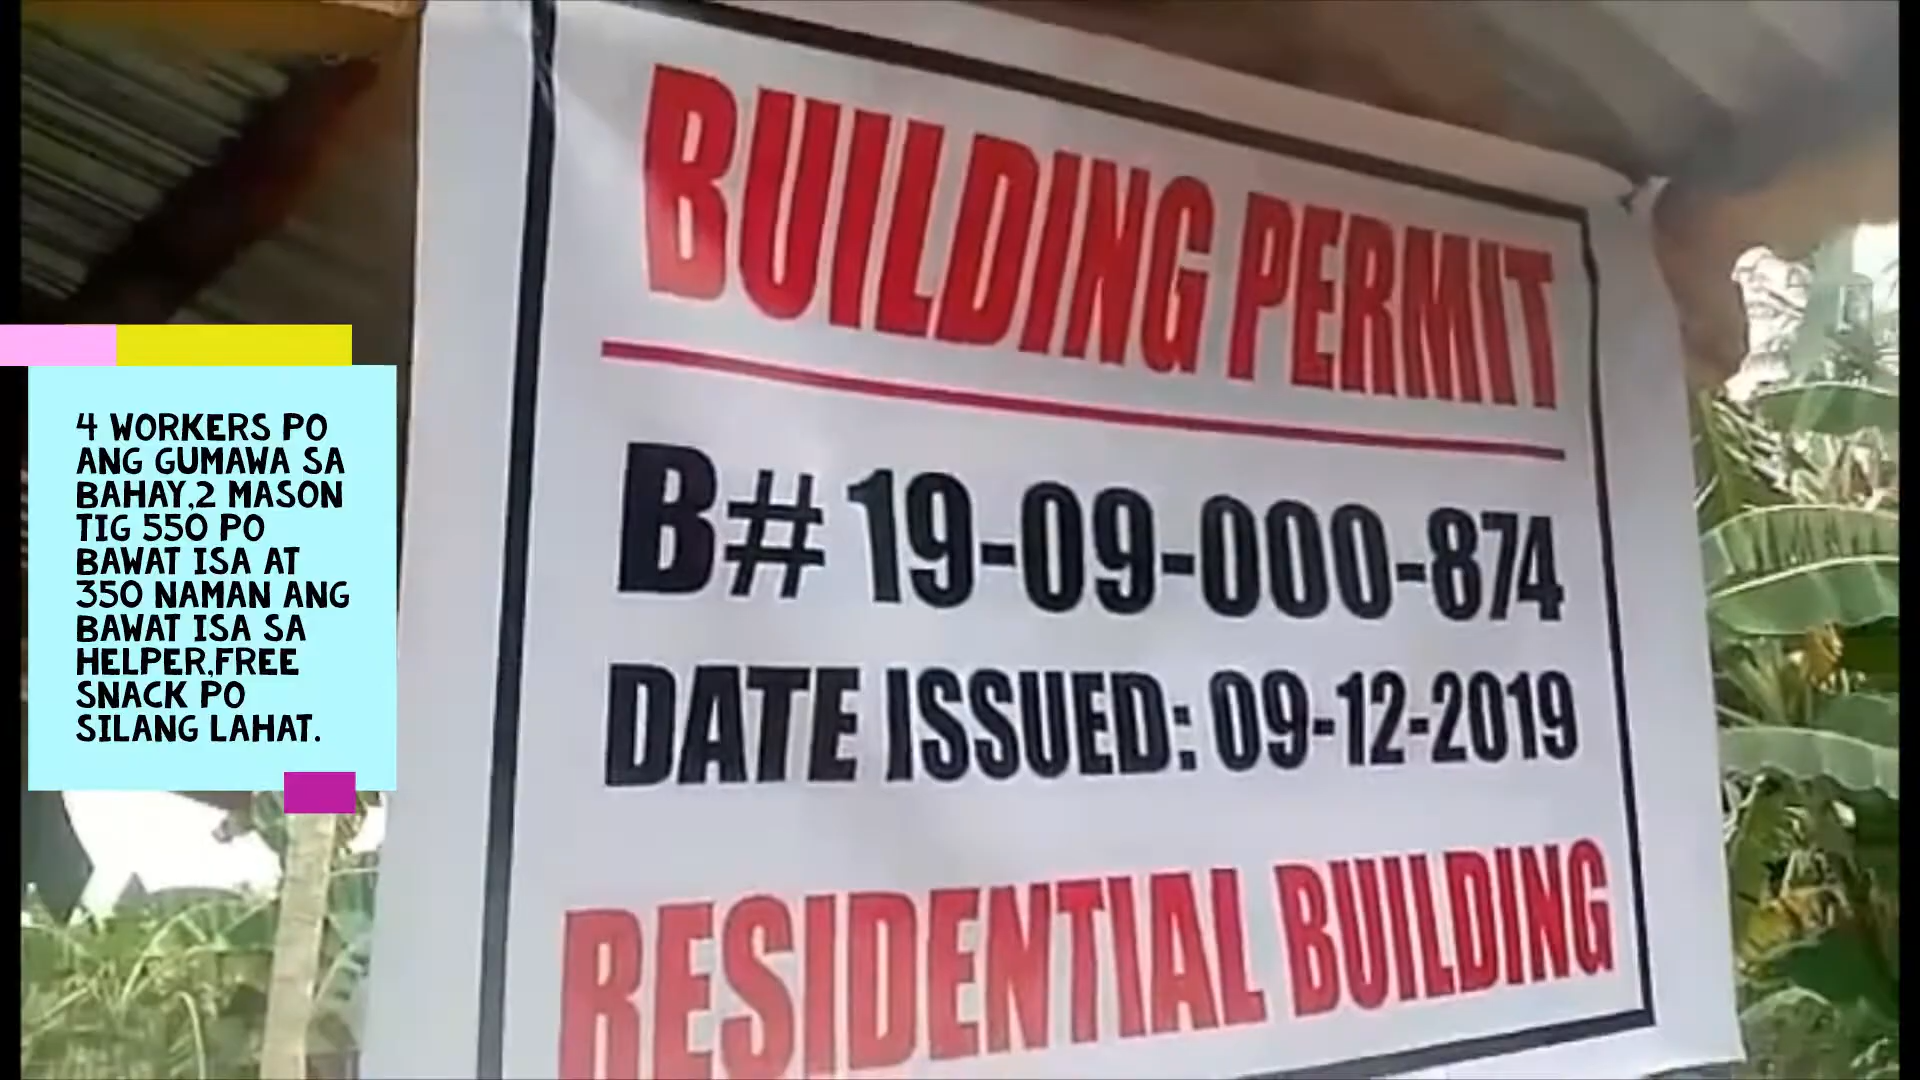 4 WORKERS PO
ANG GUMAWA SA
BAHAY,2 MASON
TIG 550 PO
BAWAT ISA AT
350 NAMAN ANG
BAWAT ISA SA
HELPER,FREE
SNACK PO
SILANG LAHAT.
BUILDING PERMIT
B# 19-09-000-874
DATE ISSUED: 09-12-2019
RESIDENTIAL BUILDING